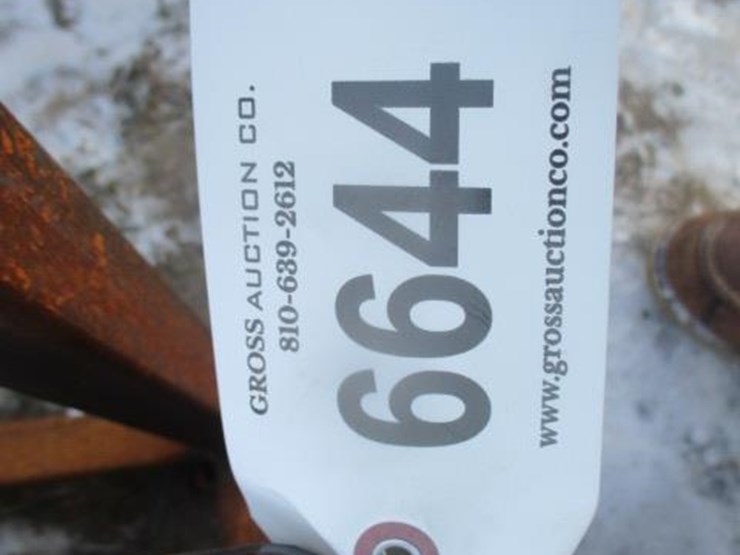 GROSS AUCTION CO.
810-639-2612
6644
www.grossauctionco.com